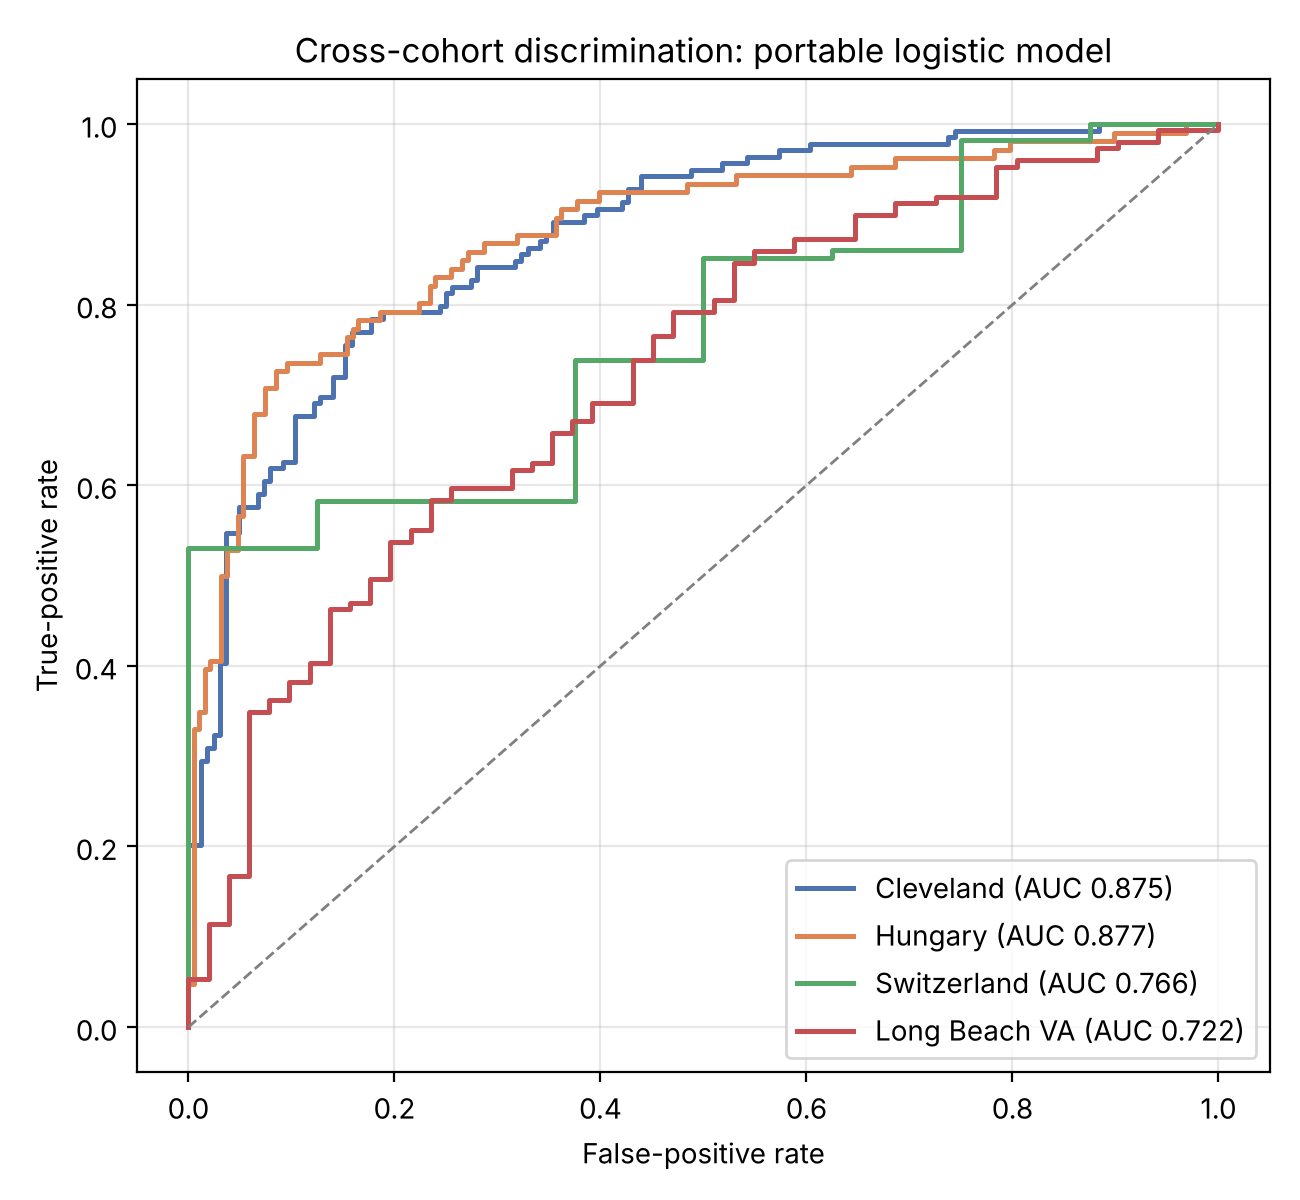 Cross-cohort discrimination: portable logistic model
True-positive rate
1.0
0.8
0.6
0.4
0.2
0.0
0.0 0.2 0.4 0.6 0.8 1.0
False-positive rate
Cleveland (AUC 0.875)
Hungary (AUC 0.877)
Switzerland (AUC 0.766)
Long Beach VA (AUC 0.722)